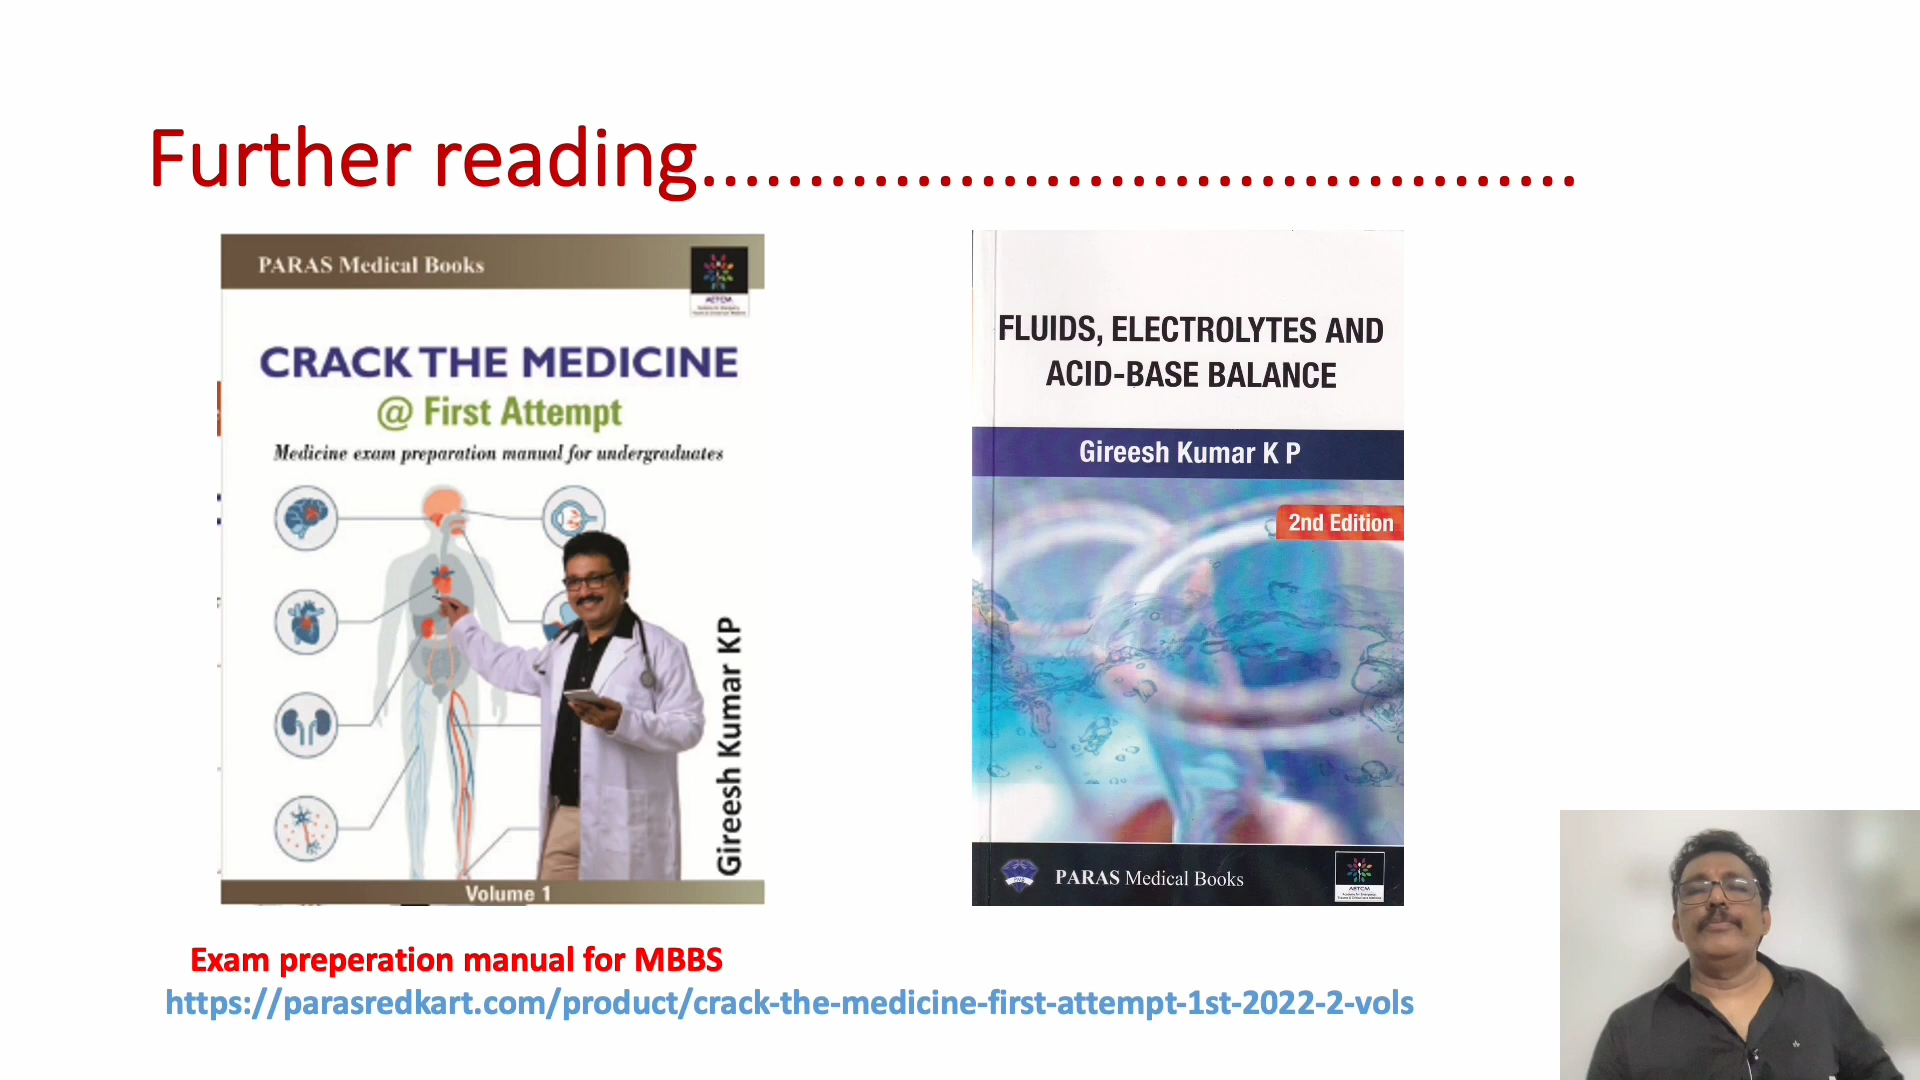 Further reading.........................................
PARAS Medical Books
AETCM
CRACK THE MEDICINE
@ First Attempt
Medicine exam preparation manual for undergraduates
Gireesh Kumar KP
Volume 1
FLUIDS, ELECTROLYTES AND
ACID-BASE BALANCE
Gireesh Kumar K P
2nd Edition
PARAS Medical Books
AETCM
Exam preperation manual for MBBS
https://parasredkart.com/product/crack-the-medicine-first-attempt-1st-2022-2-vols